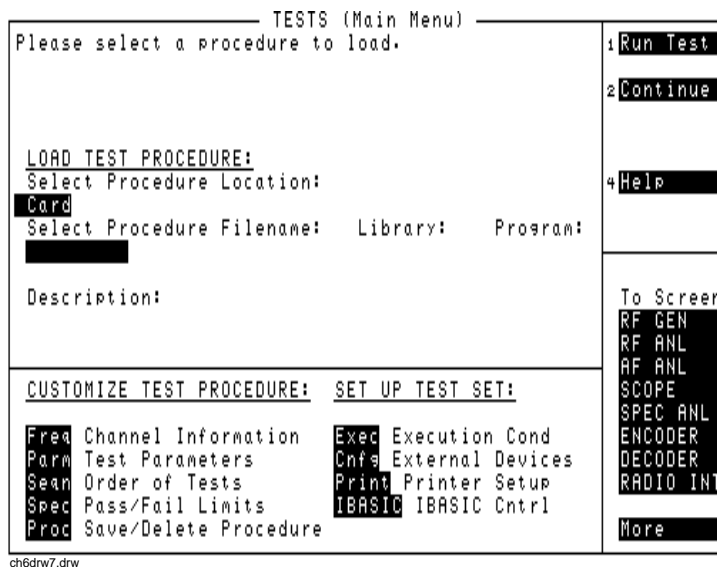 TESTS (Main Menu)
Please select a procedure to load.
LOAD TEST PROCEDURE:
Select Procedure Location:
Card
Select Procedure Filename: Library: Program:
Description:
CUSTOMIZE TEST PROCEDURE:
Freq Channel Information
Parm Test Parameters
Seqn Order of Tests
Spec Pass/Fail Limits
Proc Save/Delete Procedure
SET UP TEST SET:
Exec Execution Cond
Cnfg External Devices
Print Printer Setup
IBASIC IBASIC Cntrl
1 Run Test
2 Continue
4 Help
To Screen
RF GEN
RF ANL
AF ANL
SCOPE
SPEC ANL
ENCODER
DECODER
RADIO INT
More
ch6drw7.drw